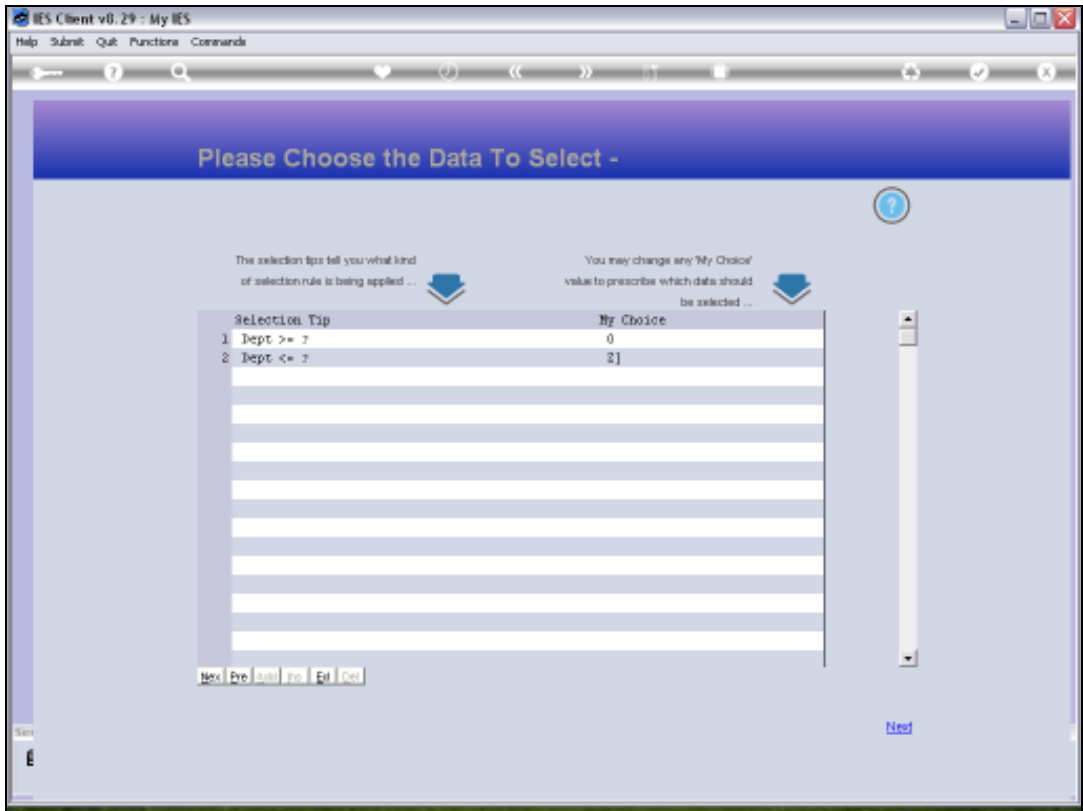 IES Client v8.29 : My IES
Help Submit Quit Functions Commands
Please Choose the Data To Select -
The selection tips tell you what kind
of selection rule is being applied ...
You may change any 'My Choice'
value to prescribe which data should
be selected ...
Selection Tip My Choice
1 Dept >= ? 0
2 Dept <= ? Z]
Nex Pre Add Ins Del
Next